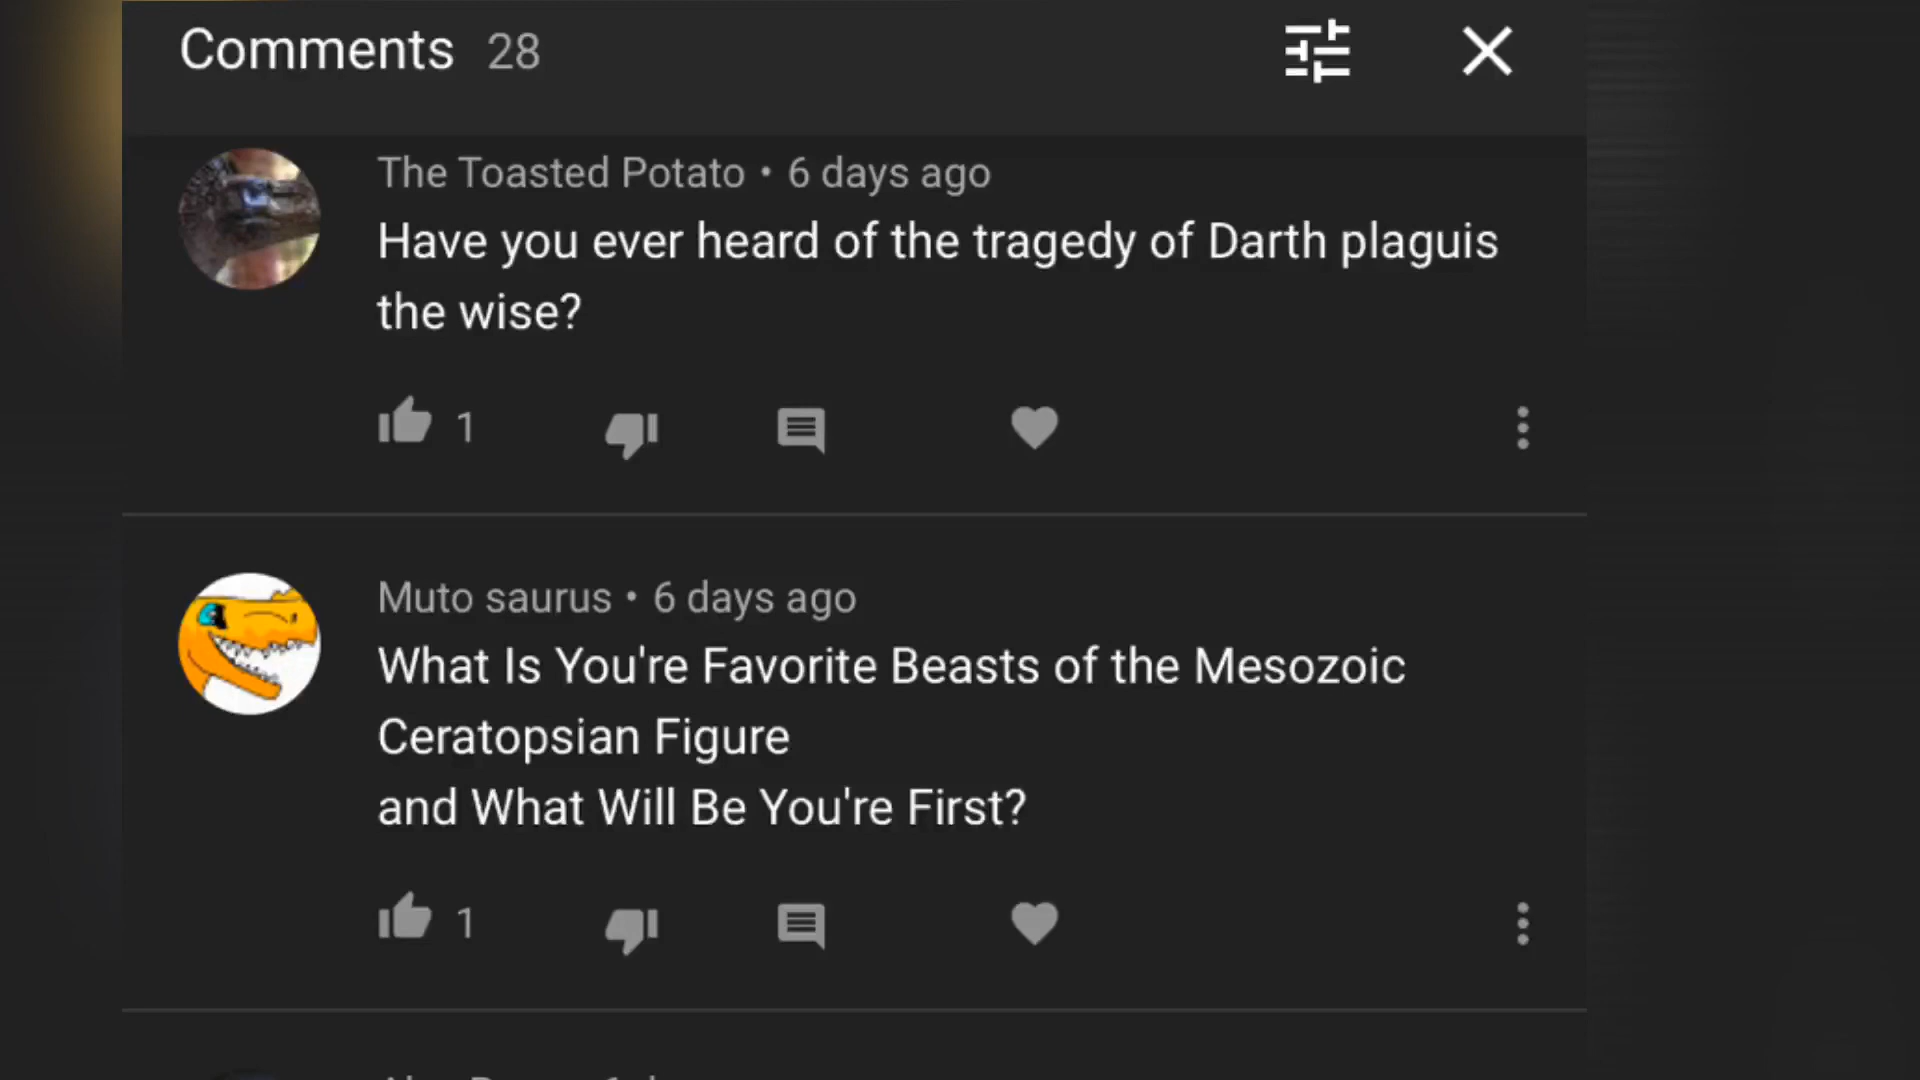 Comments 28
The Toasted Potato • 6 days ago
Have you ever heard of the tragedy of Darth plaguis
the wise?
1
Muto saurus • 6 days ago
What Is You're Favorite Beasts of the Mesozoic
Ceratopsian Figure
and What Will Be You're First?
1